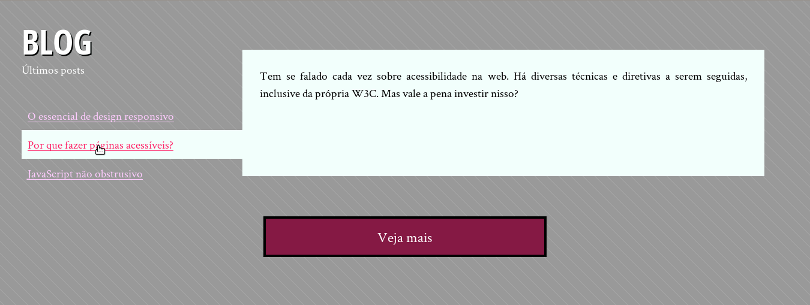 BLOG
Últimos posts
O essencial de design responsivo
Por que fazer páginas acessíveis?
JavaScript não obstrusivo
Tem se falado cada vez sobre acessibilidade na web. Há diversas técnicas e diretivas a serem seguidas,
inclusive da própria W3C. Mas vale a pena investir nisso?
Veja mais